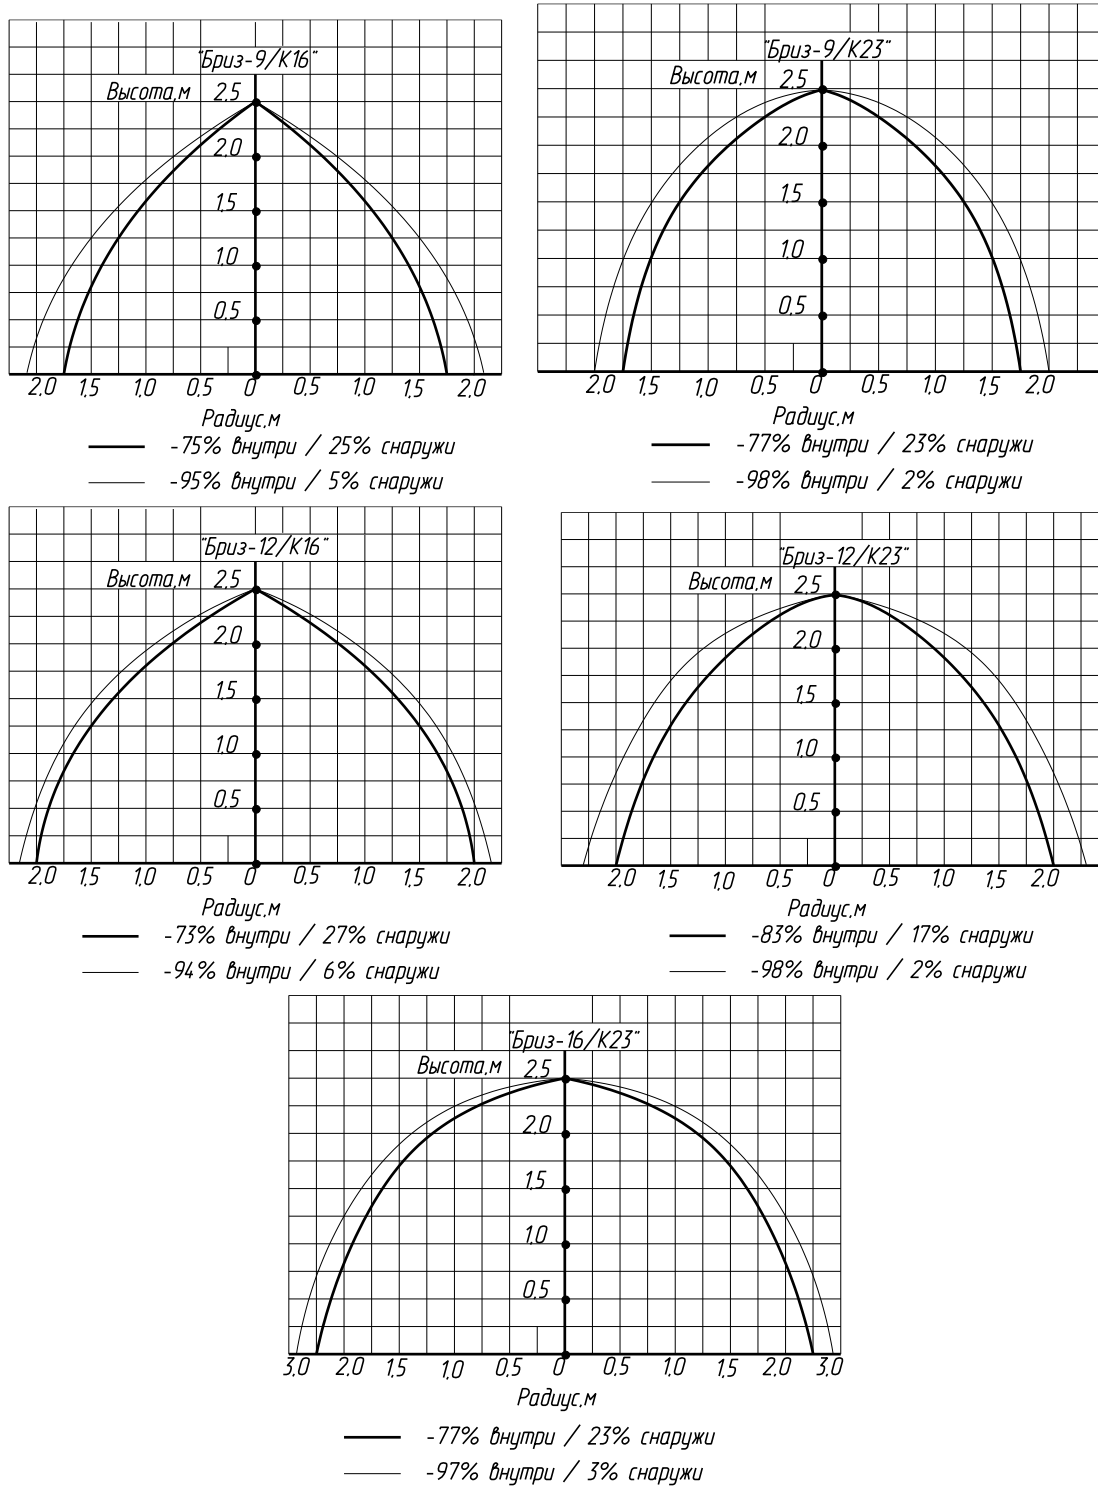 "Бриз-9/К16"
Высота,м 2,5
2,0
1,5
1,0
0,5
2,0 1,5 1,0 0,5 0 0,5 1,0 1,5 2,0
Радиус,м
-75% внутри / 25% снаружи
-95% внутри / 5% снаружи
"Бриз-9/К23"
Высота,м 2,5
2,0
1,5
1,0
0,5
2,0 1,5 1,0 0,5 0 0,5 1,0 1,5 2,0
Радиус,м
-77% внутри / 23% снаружи
-98% внутри / 2% снаружи
"Бриз-12/К16"
Высота,м 2,5
2,0
1,5
1,0
0,5
2,0 1,5 1,0 0,5 0 0,5 1,0 1,5 2,0
Радиус,м
-73% внутри / 27% снаружи
-94% внутри / 6% снаружи
"Бриз-12/К23"
Высота,м 2,5
2,0
1,5
1,0
0,5
2,0 1,5 1,0 0,5 0 0,5 1,0 1,5 2,0
Радиус,м
-83% внутри / 17% снаружи
-98% внутри / 2% снаружи
"Бриз-16/К23"
Высота,м 2,5
2,0
1,5
1,0
0,5
3,0 2,0 1,5 1,0 0,5 0 0,5 1,0 1,5 2,0 3,0
Радиус,м
-77% внутри / 23% снаружи
-97% внутри / 3% снаружи